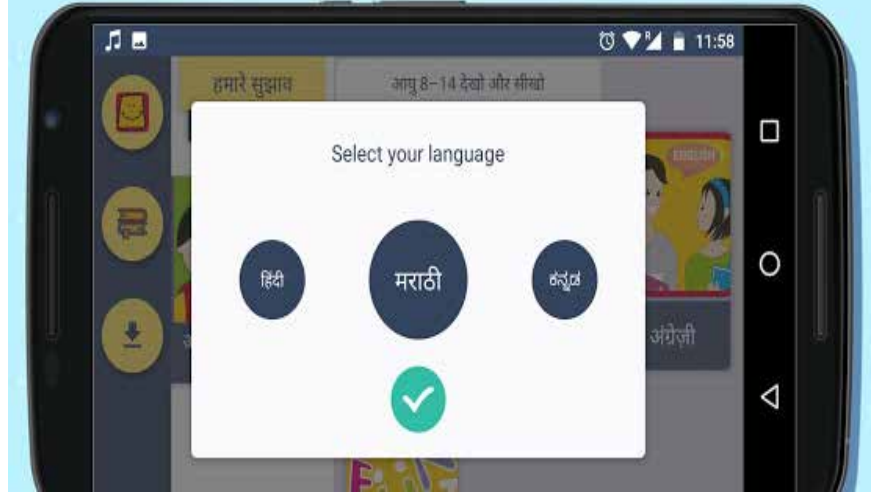 11:58
हमारे सुझाव
आयु 8-14 देखो और सीखो
Select your language
ENGLISH
हिंदी
मराठी
ಕನ್ನಡ
अंग्रेज़ी